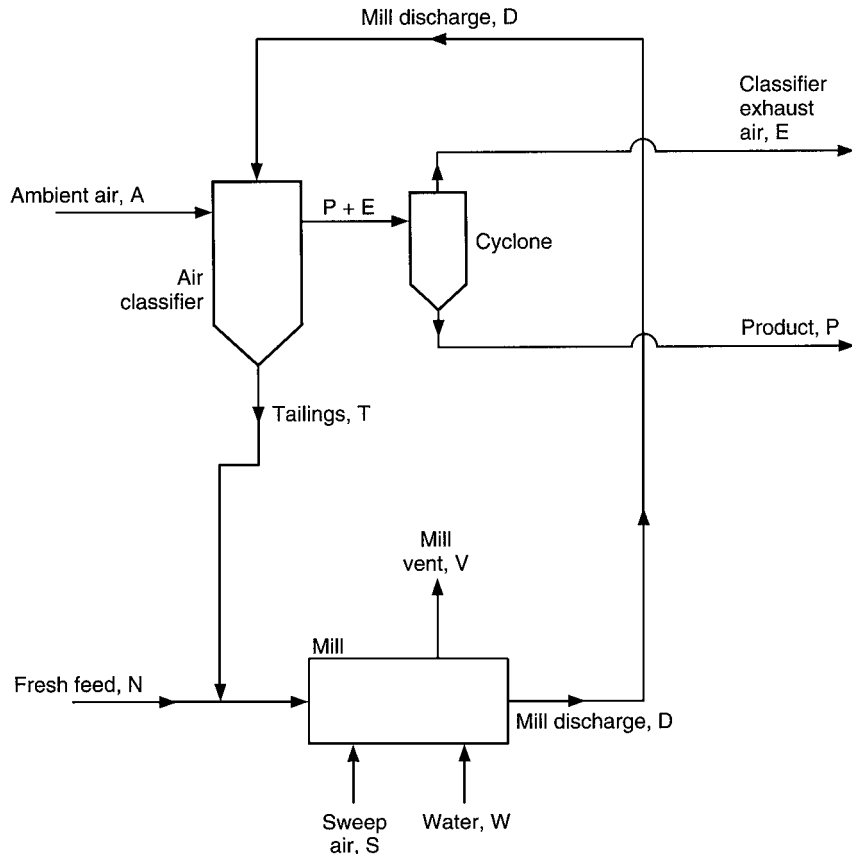 Mill discharge, D
Classifier
exhaust
air, E
Ambient air, A
P + E
Cyclone
Air
classifier
Product, P
Tailings, T
Mill
vent, V
Mill
Fresh feed, N
Mill discharge, D
Sweep
air, S
Water, W